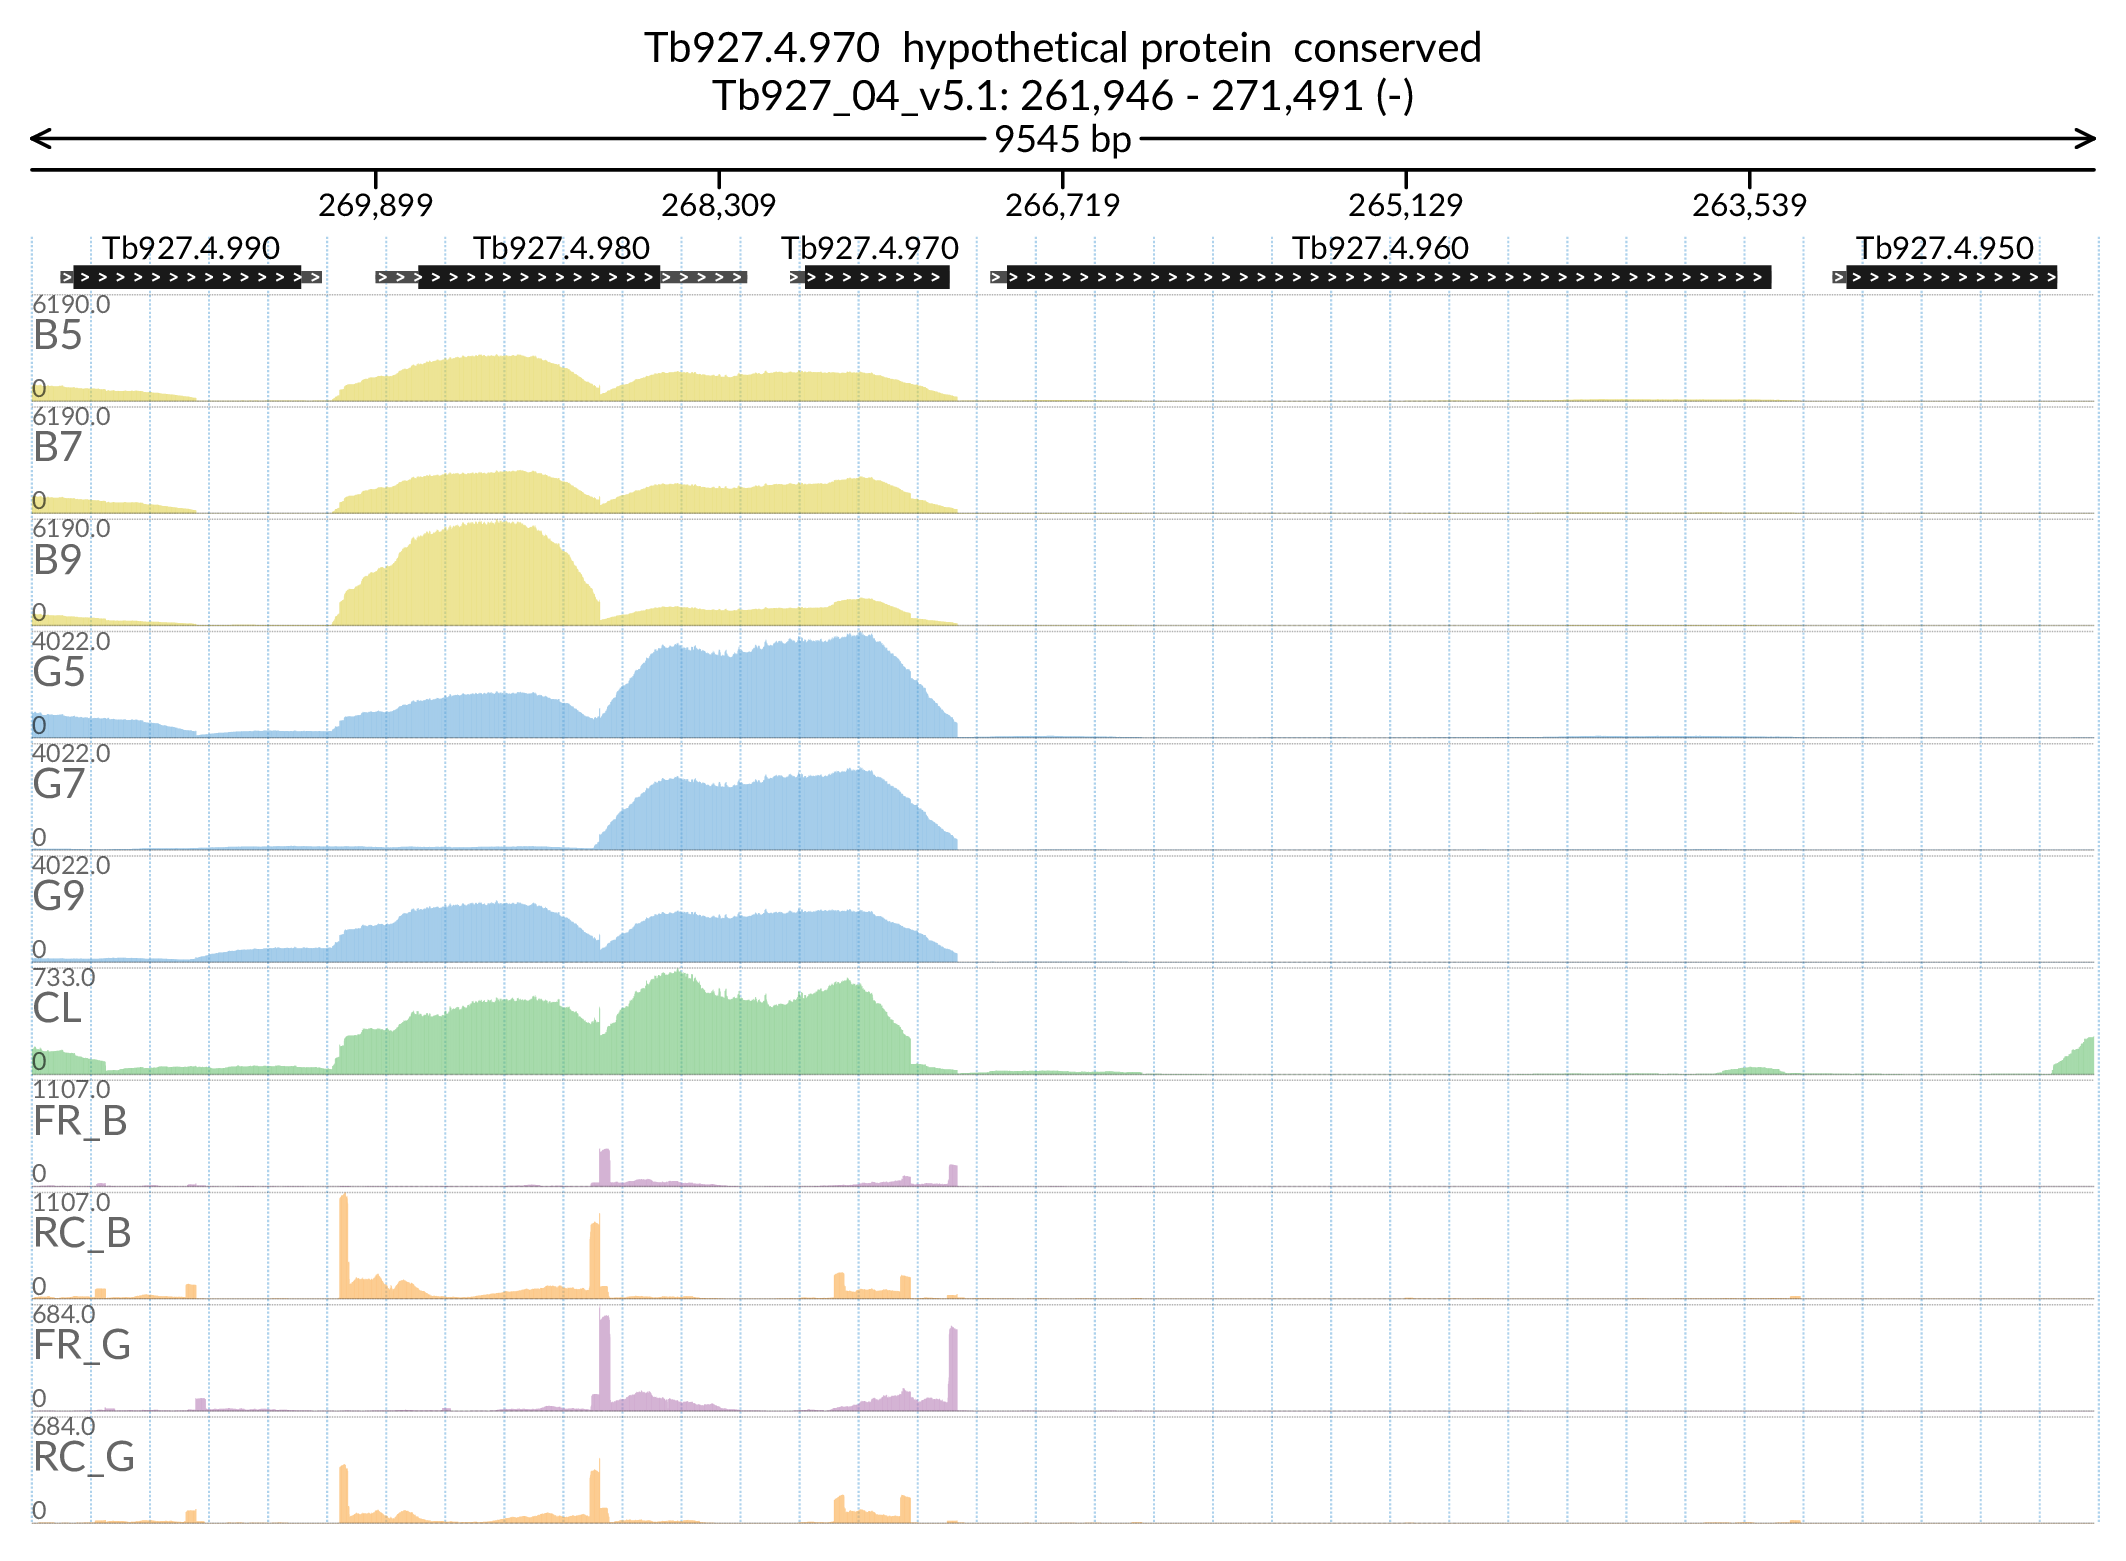 Tb927.4.970 hypothetical protein conserved
Tb927_04_v5.1: 261,946 - 271,491 (-)
9545 bp
269,899 268,309 266,719 265,129 263,539
Tb927.4.990 Tb927.4.980 Tb927.4.970 Tb927.4.960 Tb927.4.950
6190.0
B5
0
6190.0
B7
0
6190.0
B9
0
4022.0
G5
0
4022.0
G7
0
4022.0
G9
0
733.0
CL
0
1107.0
FR_B
0
1107.0
RC_B
0
684.0
FR_G
0
684.0
RC_G
0